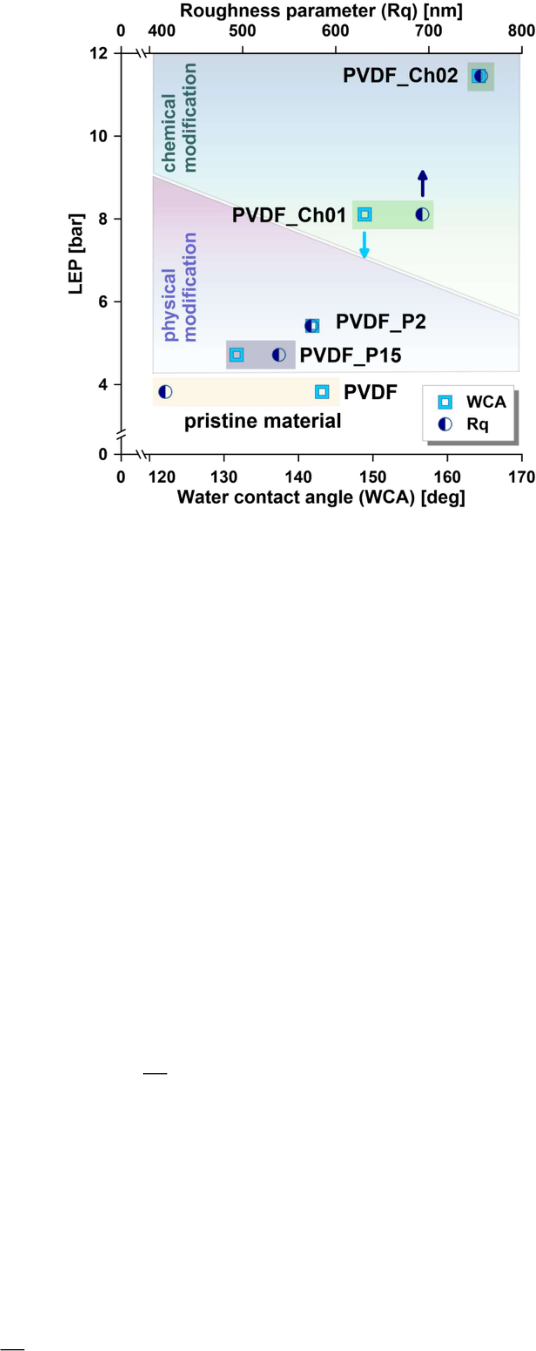 Roughness parameter (Rq) [nm]
0 400 500 600 700 800
12
PVDF_Ch02
chemical
modification
10
PVDF_Ch01
8
LEP [bar]
physical
modification
6
PVDF_P2
PVDF_P15
4
PVDF
pristine material
WCA
Rq
0
0 120 130 140 150 160 170
Water contact angle (WCA) [deg]